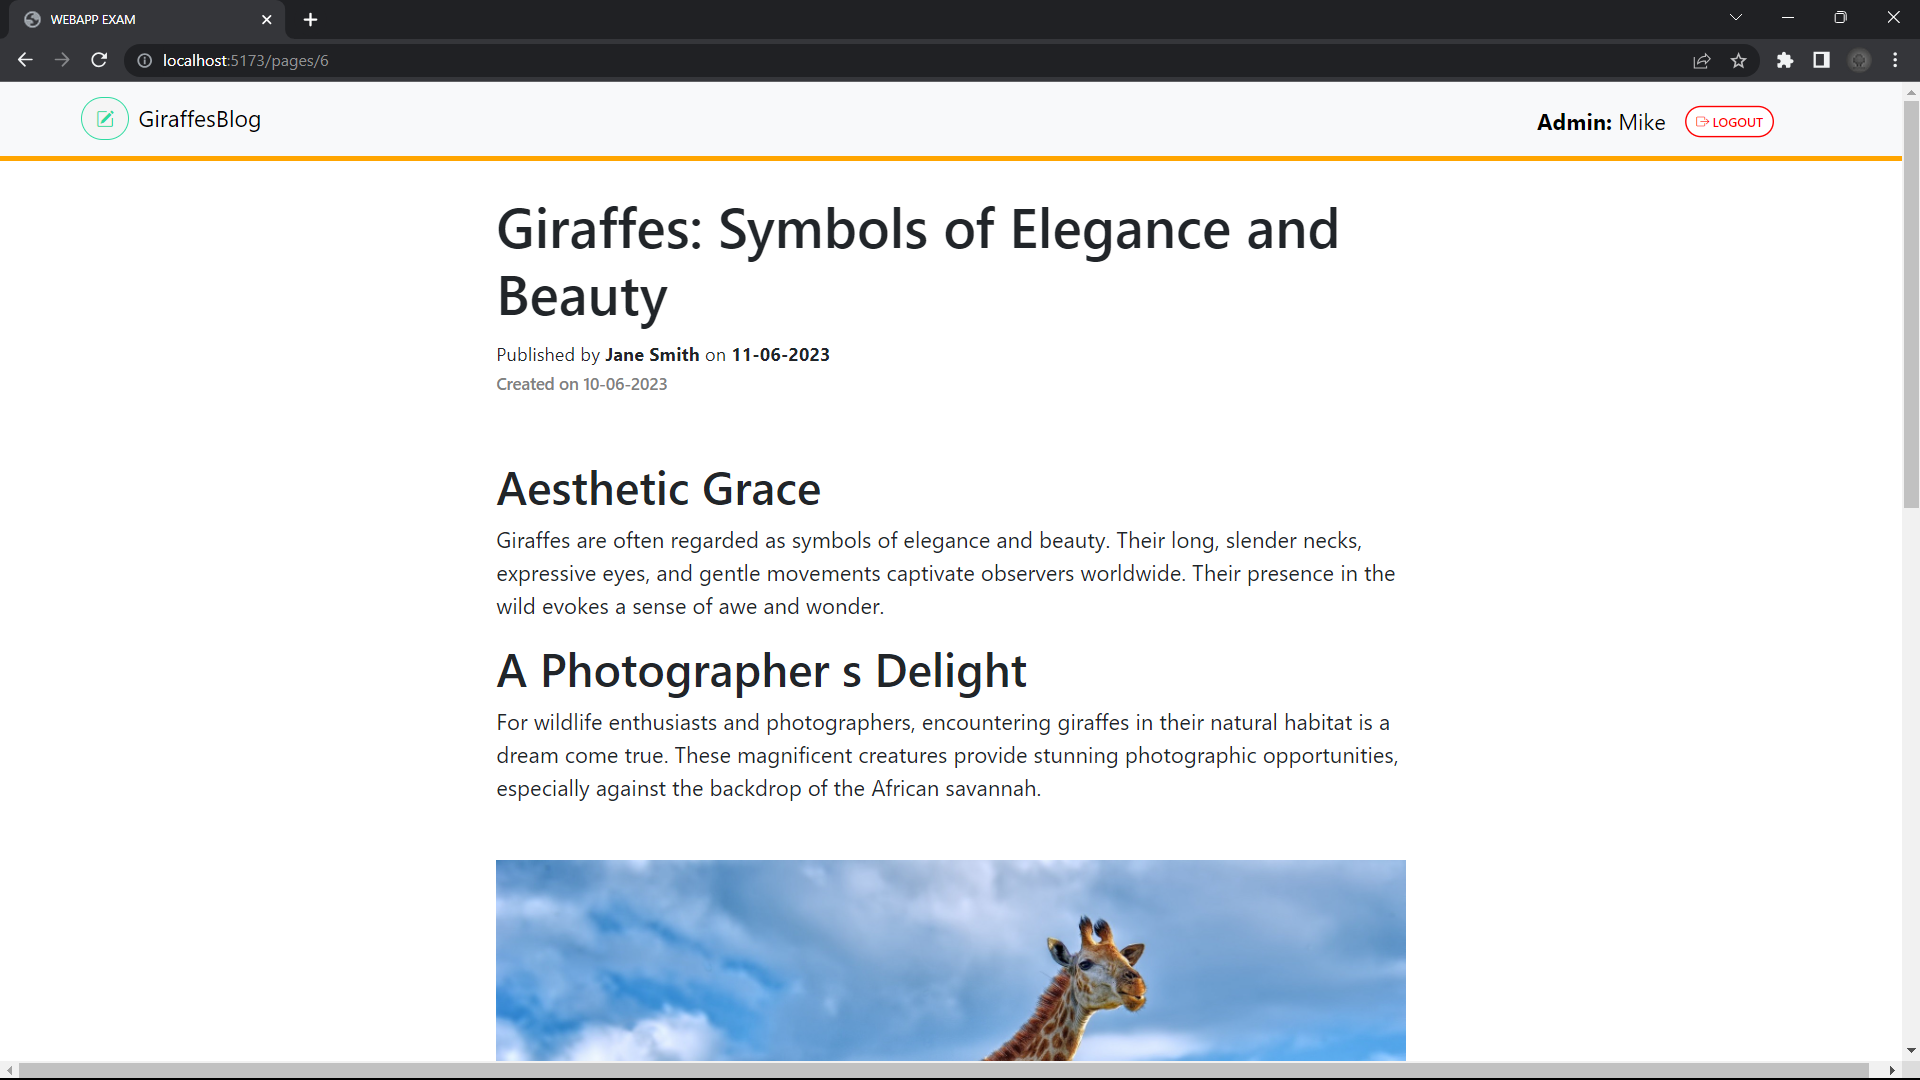 WEBAPP EXAM
localhost:5173/pages/6
GiraffesBlog
Admin: Mike
LOGOUT
Giraffes: Symbols of Elegance and
Beauty
Published by Jane Smith on 11-06-2023
Created on 10-06-2023
Aesthetic Grace
Giraffes are often regarded as symbols of elegance and beauty. Their long, slender necks,
expressive eyes, and gentle movements captivate observers worldwide. Their presence in the
wild evokes a sense of awe and wonder.
A Photographer s Delight
For wildlife enthusiasts and photographers, encountering giraffes in their natural habitat is a
dream come true. These magnificent creatures provide stunning photographic opportunities,
especially against the backdrop of the African savannah.